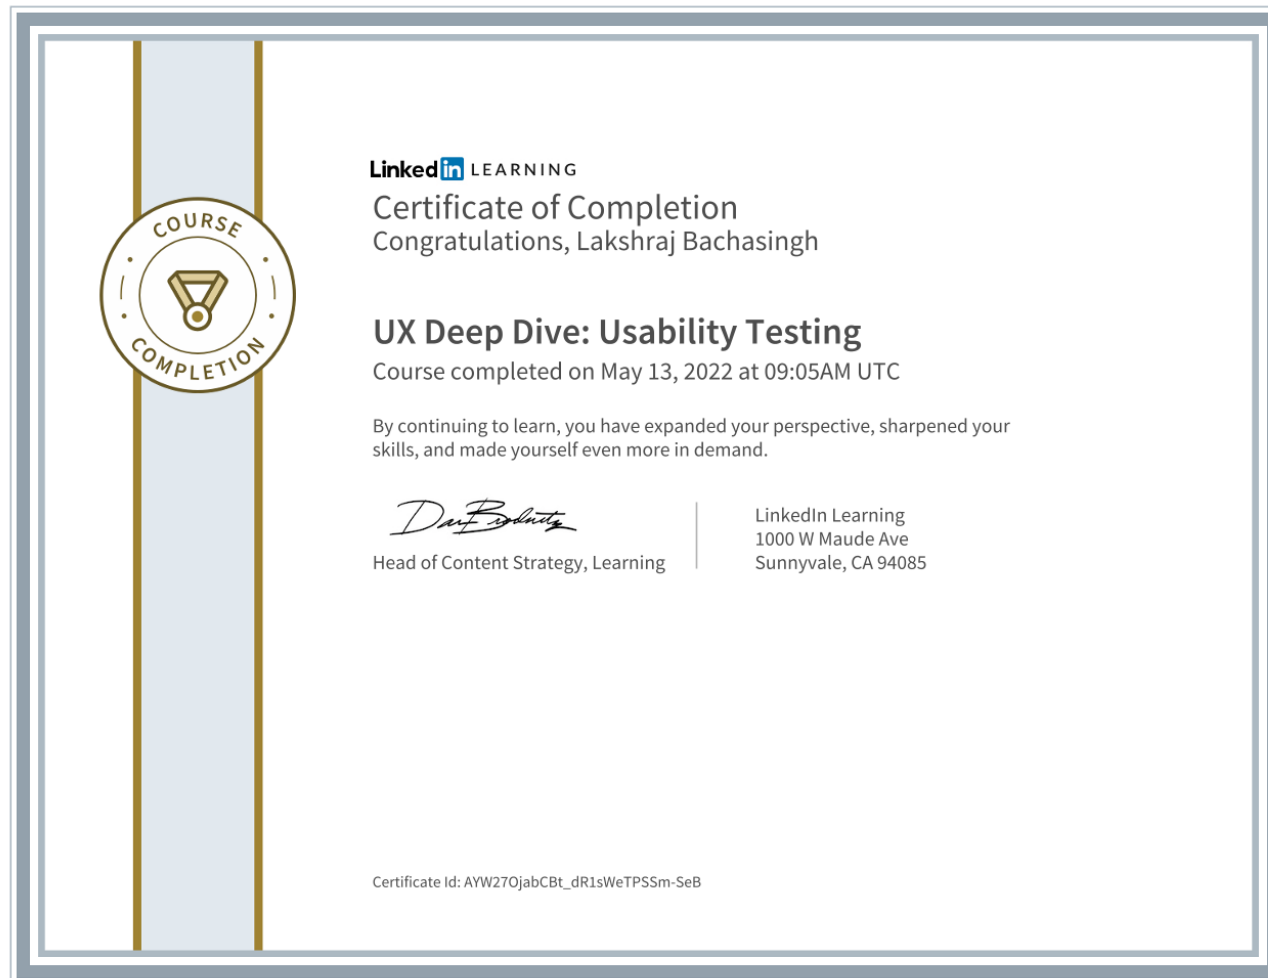 COURSE
COMPLETION
Linked in LEARNING
Certificate of Completion
Congratulations, Lakshraj Bachasingh
UX Deep Dive: Usability Testing
Course completed on May 13, 2022 at 09:05AM UTC
By continuing to learn, you have expanded your perspective, sharpened your
skills, and made yourself even more in demand.
Head of Content Strategy, Learning
LinkedIn Learning
1000 W Maude Ave
Sunnyvale, CA 94085
Certificate Id: AYW27OjabCBt_dR1sWeTPSSm-SeB